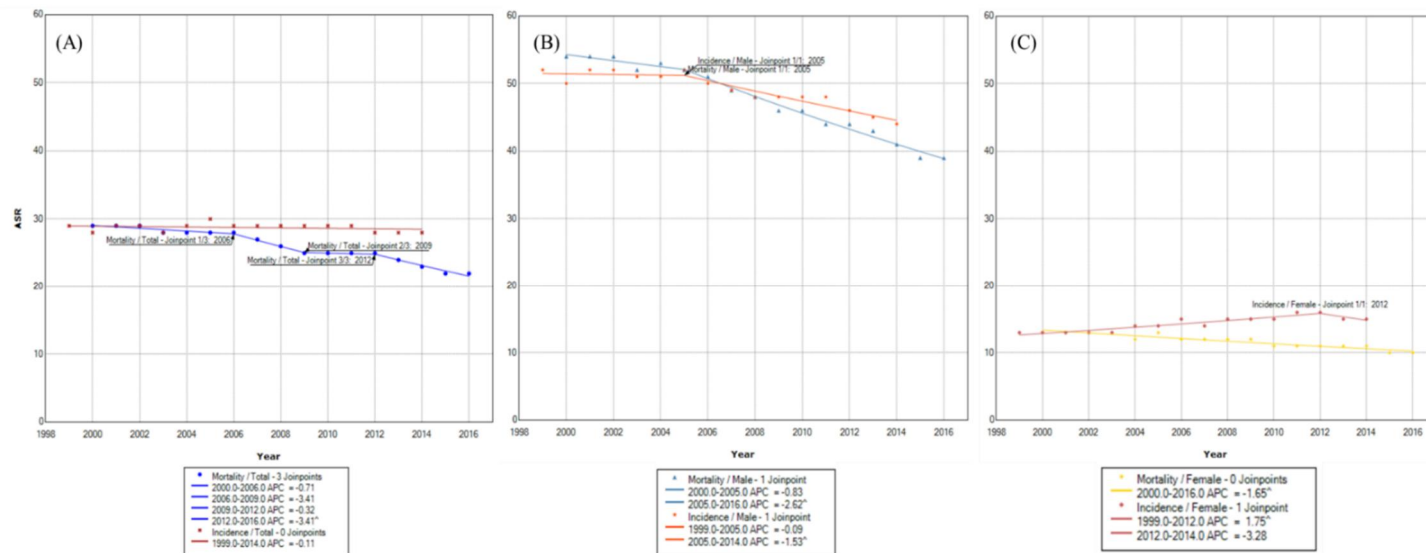 (A)
60
50
40
30
20
10
0
ASR
Mortality / Total - Joinpoint 1/3: 2006
Mortality / Total - Joinpoint 2/3: 2009
Mortality / Total - Joinpoint 3/3: 2012
1998 2000 2002 2004 2006 2008 2010 2012 2014 2016
Year
Mortality / Total - 3 Joinpoints
2000.0-2006.0 APC = -0.71
2006.0-2009.0 APC = -3.41
2009.0-2012.0 APC = -0.32
2012.0-2016.0 APC = -3.41^
Incidence / Total - 0 Joinpoints
1999.0-2014.0 APC = -0.11
(B)
60
50
40
30
20
10
0
Incidence / Male - Joinpoint 1/1: 2005
Mortality / Male - Joinpoint 1/1: 2005
1998 2000 2002 2004 2006 2008 2010 2012 2014 2016
Year
Mortality / Male - 1 Joinpoint
2000.0-2005.0 APC = -0.83
2005.0-2016.0 APC = -2.62^
Incidence / Male - 1 Joinpoint
1999.0-2005.0 APC = -0.09
2005.0-2014.0 APC = -1.53^
(C)
60
50
40
30
20
10
0
Incidence / Female - Joinpoint 1/1: 2012
1998 2000 2002 2004 2006 2008 2010 2012 2014 2016
Year
Mortality / Female - 0 Joinpoints
2000.0-2016.0 APC = -1.65^
Incidence / Female - 1 Joinpoint
1999.0-2012.0 APC = 1.75^
2012.0-2014.0 APC = -3.28